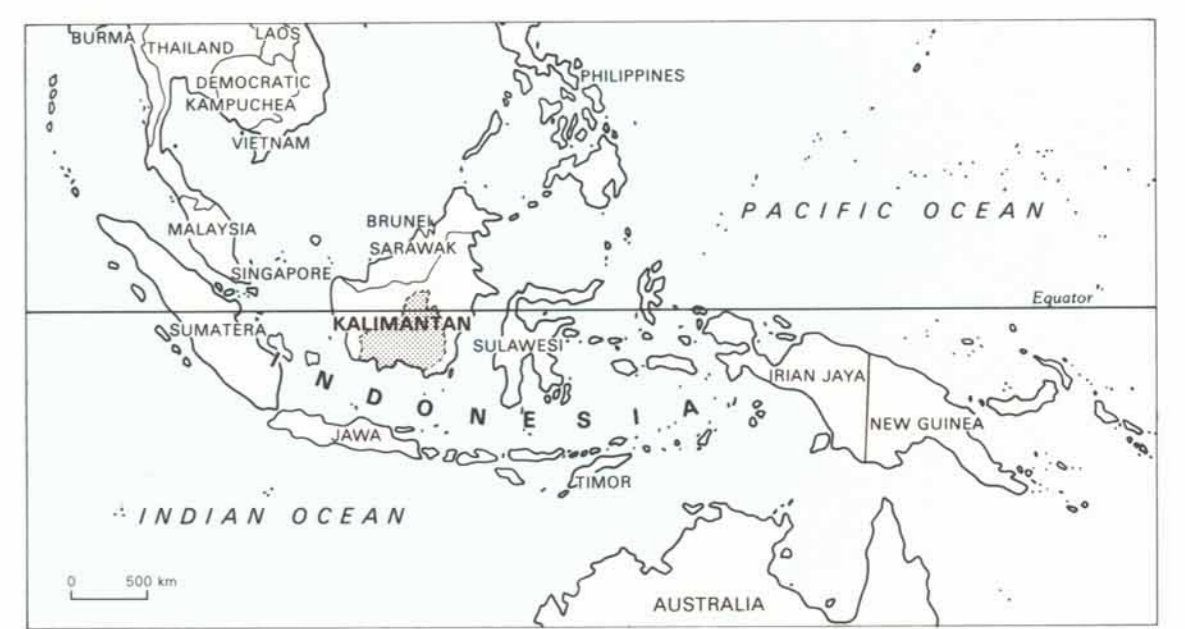 BURMA
LAOS
THAILAND
PHILIPPINES
DEMOCRATIC
KAMPUCHEA
VIETNAM
PACIFIC OCEAN
BRUNEI
MALAYSIA
SARAWAK
SINGAPORE
Equator
KALIMANTAN
SUMATERA
SULAWESI
IRIAN JAYA
INDONESIA
NEW GUINEA
JAWA
TIMOR
INDIAN OCEAN
0 500 km
AUSTRALIA